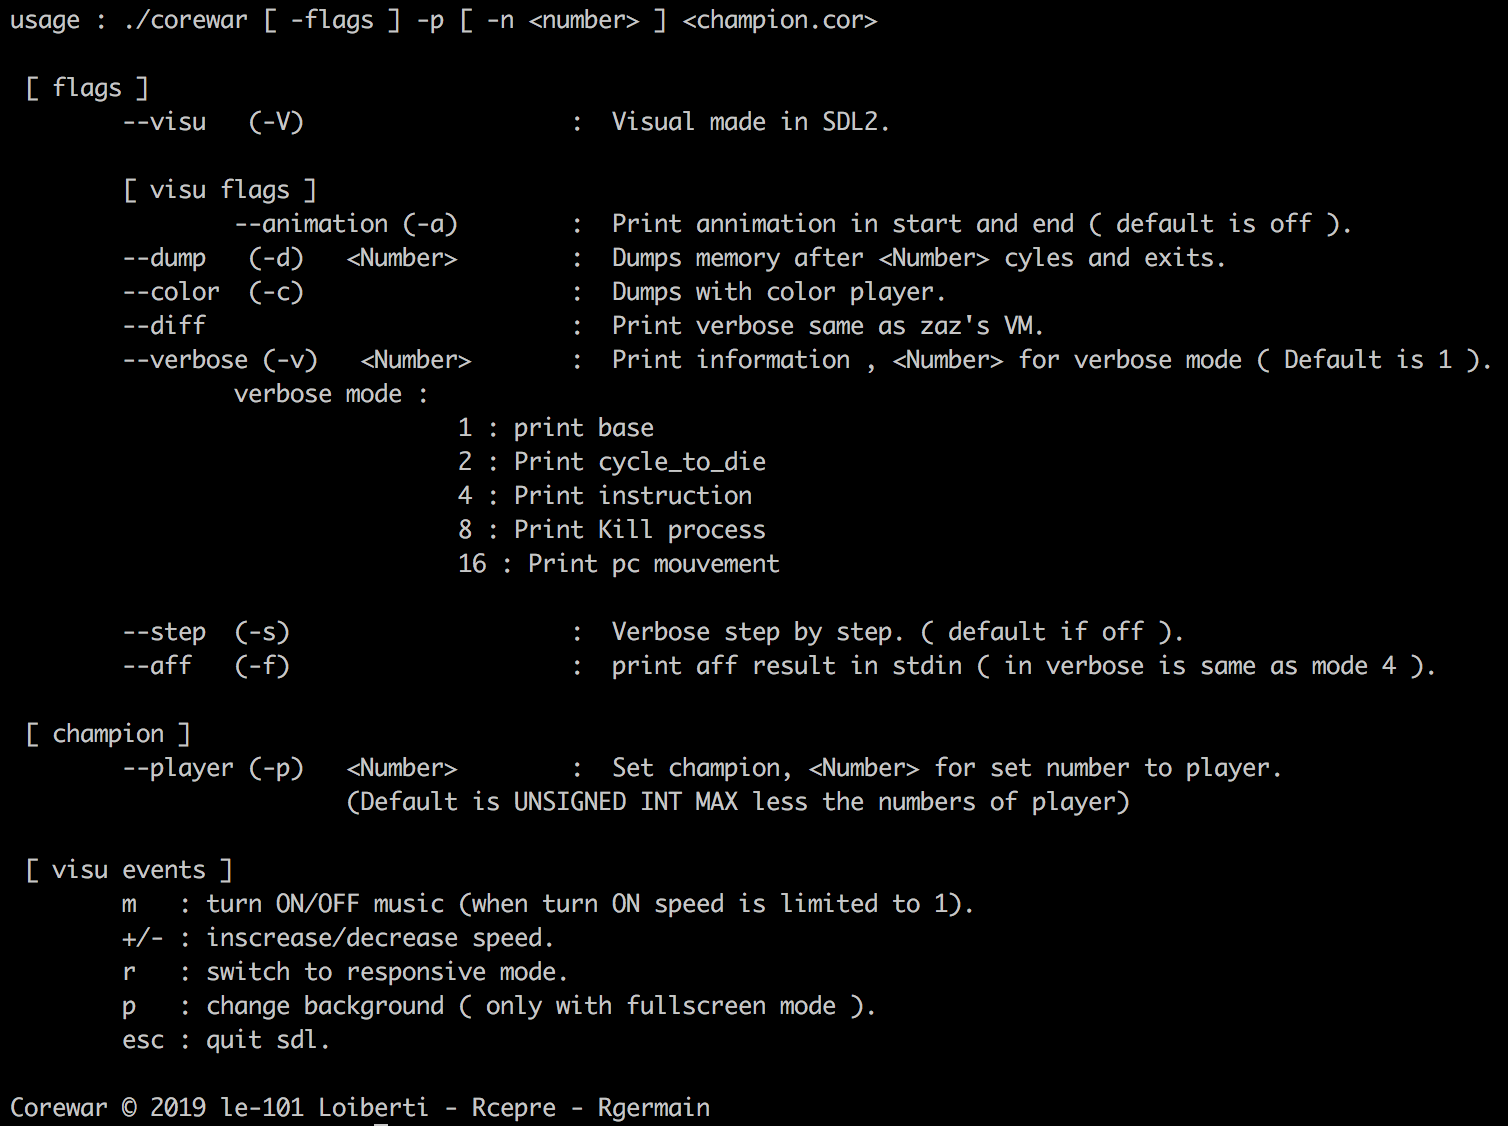 usage : ./corewar [ -flags ] -p [ -n <number> ] <champion.cor>
[ flags ]
--visu   (-V)                   :  Visual made in SDL2.
[ visu flags ]
--animation (-a)        :  Print annimation in start and end ( default is off ).
--dump   (-d)   <Number>        :  Dumps memory after <Number> cyles and exits.
--color  (-c)                   :  Dumps with color player.
--diff                          :  Print verbose same as zaz's VM.
--verbose (-v)   <Number>       :  Print information , <Number> for verbose mode ( Default is 1 ).
verbose mode :
1 : print base
2 : Print cycle_to_die
4 : Print instruction
8 : Print Kill process
16 : Print pc mouvement
--step  (-s)                    :  Verbose step by step. ( default if off ).
--aff   (-f)                    :  print aff result in stdin ( in verbose is same as mode 4 ).
[ champion ]
--player (-p)   <Number>        :  Set champion, <Number> for set number to player.
(Default is UNSIGNED INT MAX less the numbers of player)
[ visu events ]
m   : turn ON/OFF music (when turn ON speed is limited to 1).
+/- : inscrease/decrease speed.
r   : switch to responsive mode.
p   : change background ( only with fullscreen mode ).
esc : quit sdl.
Corewar © 2019 le-101 Loiberti - Rcepre - Rgermain